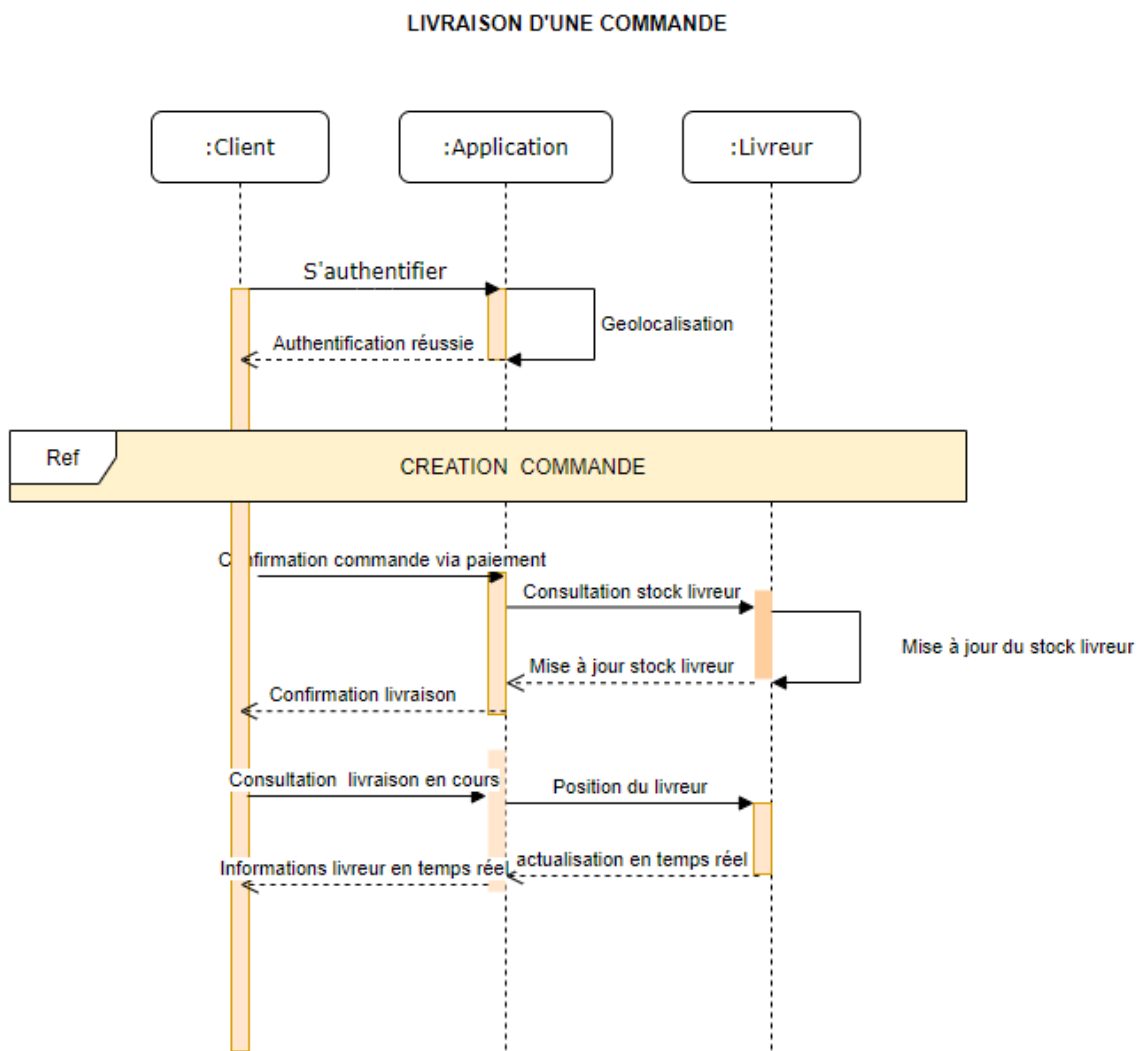 LIVRAISON D'UNE COMMANDE
:Client
:Application
:Livreur
S'authentifier
Geolocalisation
Authentification réussie
Ref
CREATION COMMANDE
Confirmation commande via paiement
Consultation stock livreur
Mise à jour du stock livreur
Mise à jour stock livreur
Confirmation livraison
Consultation livraison en cours
Position du livreur
actualisation en temps réel
Informations livreur en temps réel